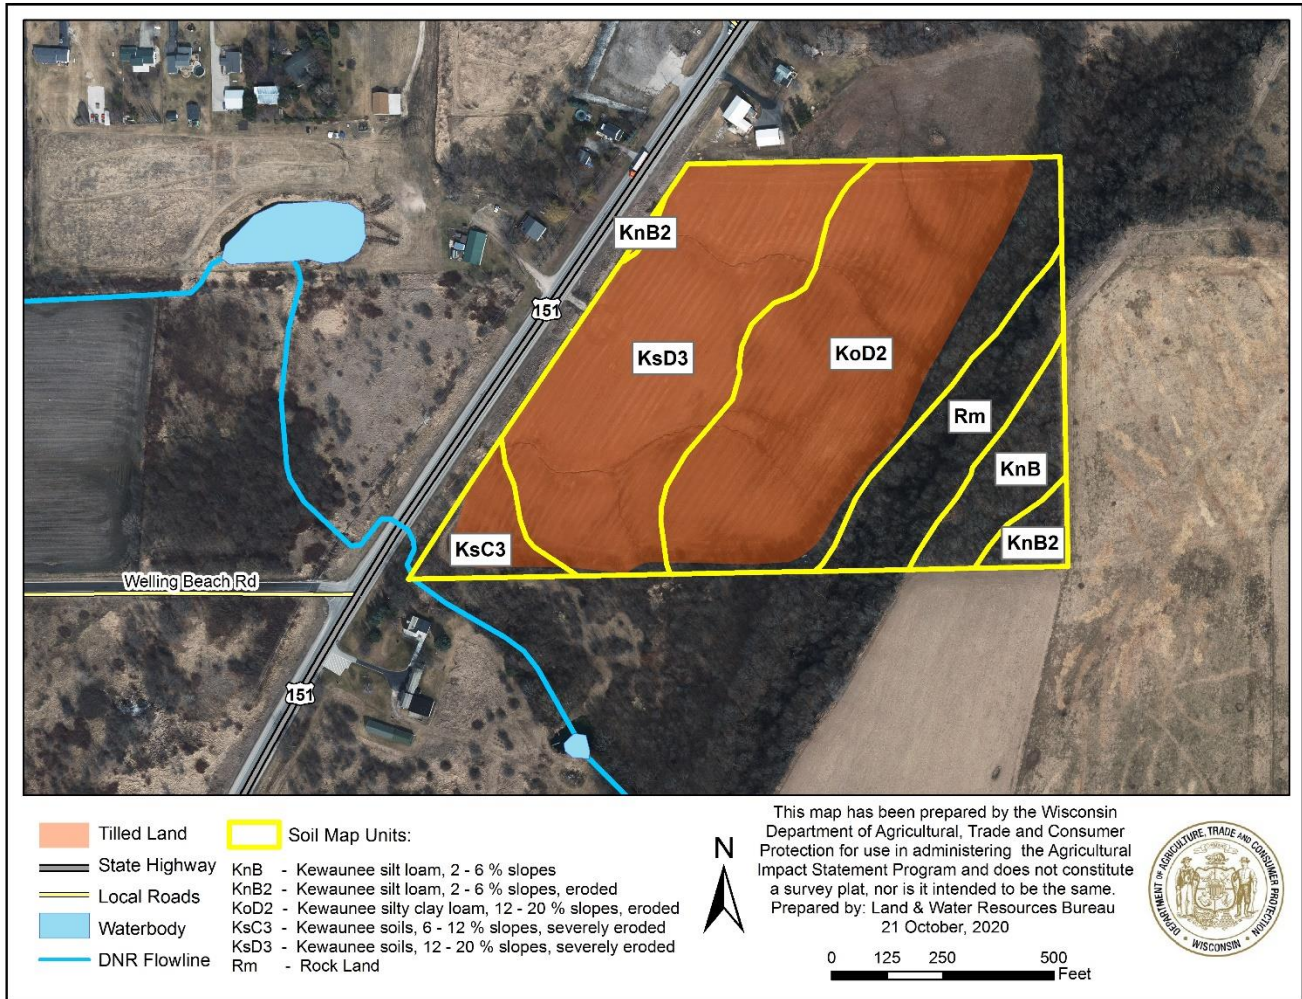 KnB2
151
KsD3
KoD2
Rm
KnB
KsC3
KnB2
Welling Beach Rd
151
Tilled Land
State Highway
Local Roads
Waterbody
DNR Flowline
Soil Map Units:
KnB - Kewaunee silt loam, 2 - 6 % slopes
KnB2 - Kewaunee silt loam, 2 - 6 % slopes, eroded
KoD2 - Kewaunee silty clay loam, 12 - 20 % slopes, eroded
KsC3 - Kewaunee soils, 6 - 12 % slopes, severely eroded
KsD3 - Kewaunee soils, 12 - 20 % slopes, severely eroded
Rm - Rock Land
N
This map has been prepared by the Wisconsin
Department of Agricultural, Trade and Consumer
Protection for use in administering the Agricultural
Impact Statement Program and does not constitute
a survey plat, nor is it intended to be the same.
Prepared by: Land & Water Resources Bureau
21 October, 2020
0 125 250 500
Feet
DEPARTMENT OF AGRICULTURE, TRADE AND CONSUMER PROTECTION
• WISCONSIN •